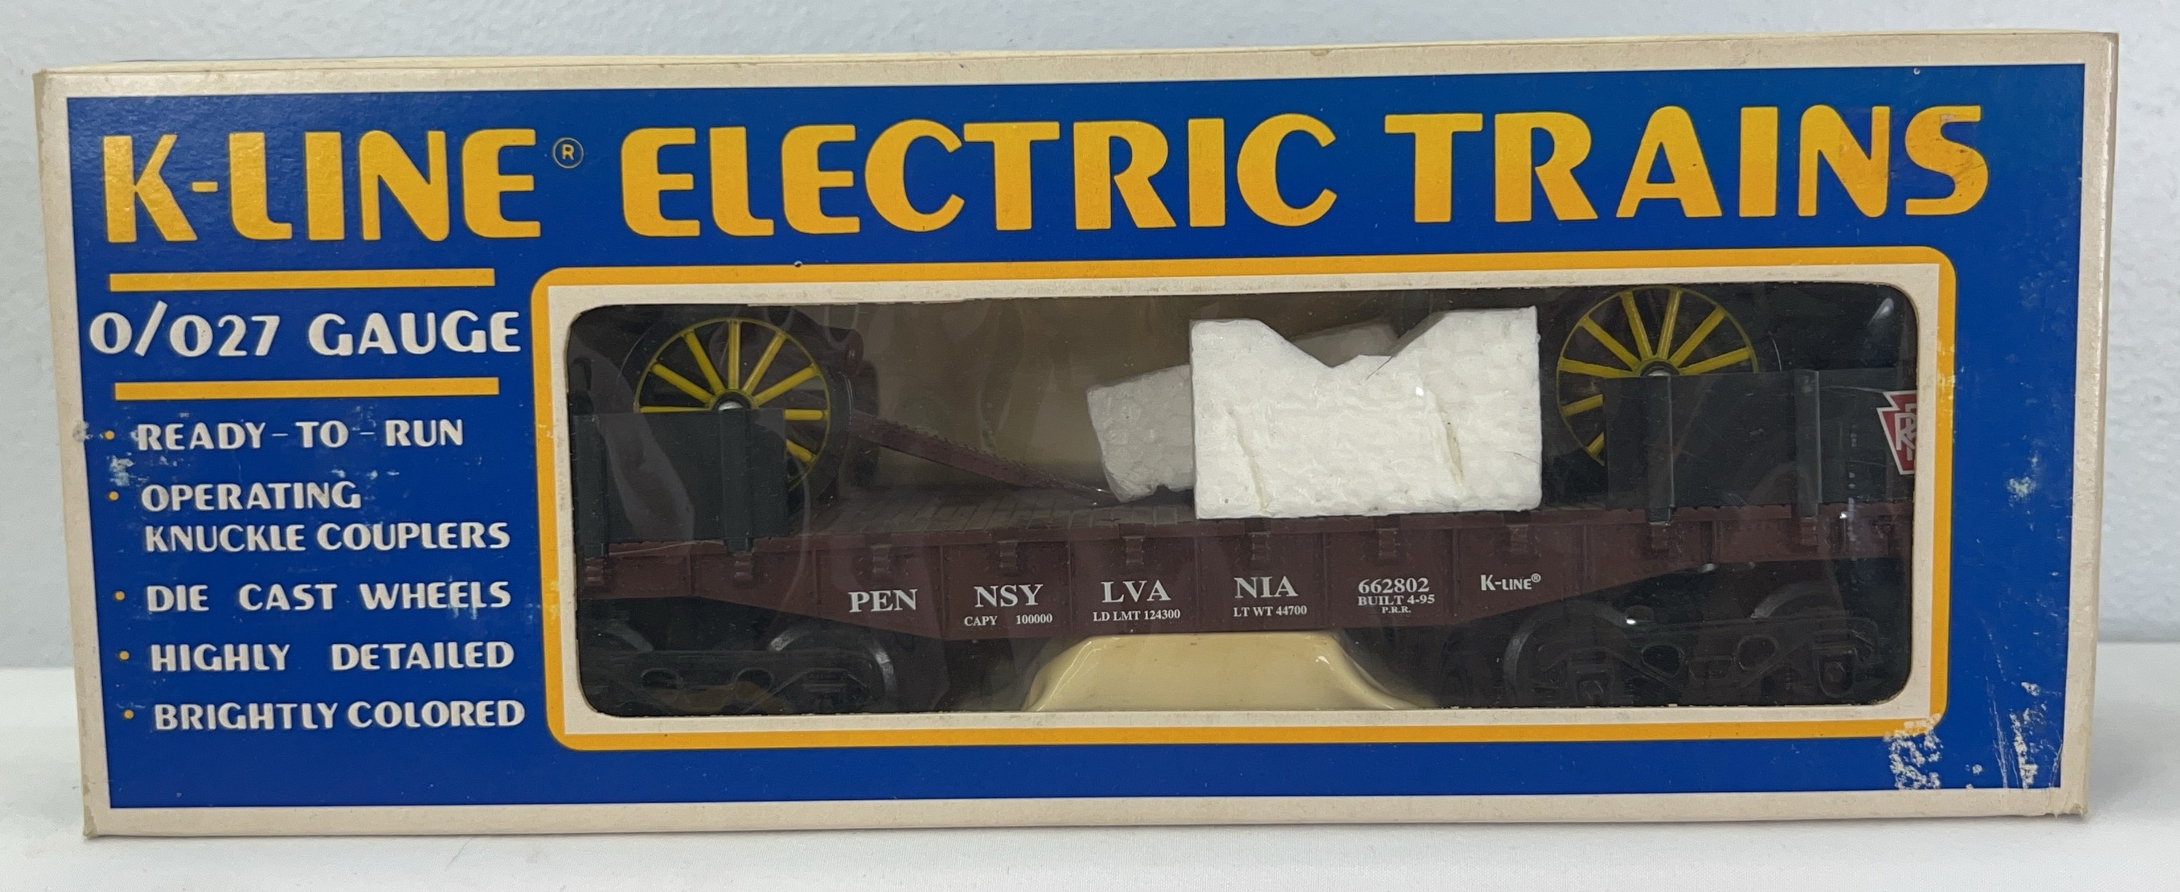 K-LINE® ELECTRIC TRAINS
O/O27 GAUGE
• READY-TO-RUN
• OPERATING
KNUCKLE COUPLERS
• DIE CAST WHEELS
• HIGHLY DETAILED
• BRIGHTLY COLORED
PEN NSY LVA NIA 662802 K-LINE®
CAPY 100000 LD LMT 124300 LT WT 44700 BUILT 4-95
P.R.R.